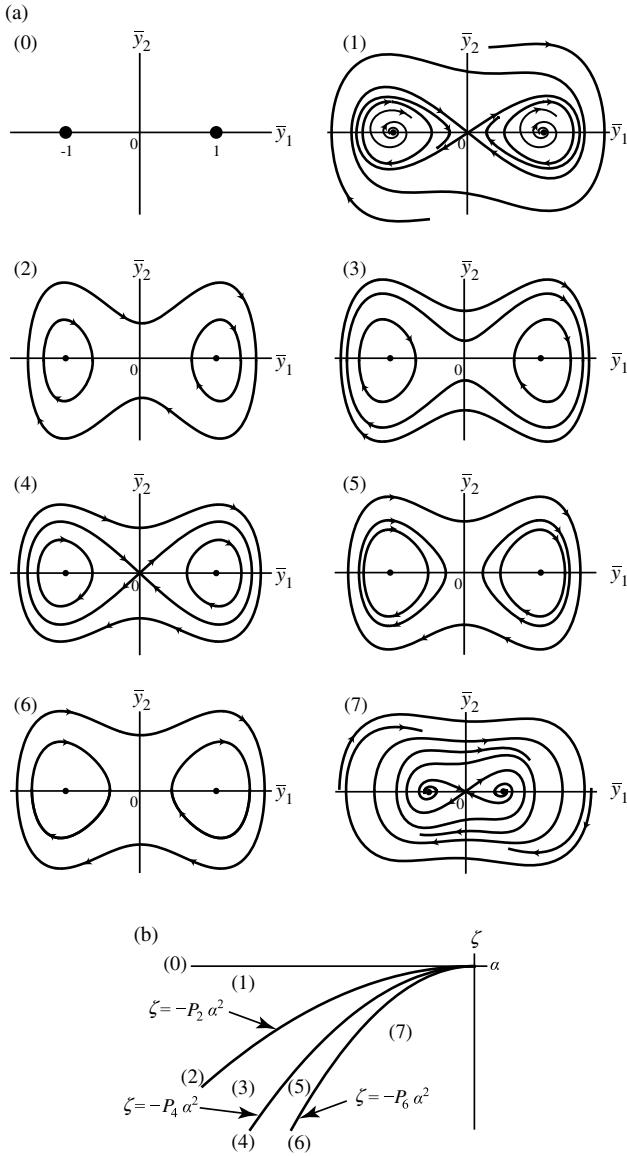 (a)
(0)
ȳ₂
ȳ₁
0
-1
1
(1)
ȳ₂
ȳ₁
0
(2)
ȳ₂
ȳ₁
0
(3)
ȳ₂
ȳ₁
0
(4)
ȳ₂
ȳ₁
0
(5)
ȳ₂
ȳ₁
0
(6)
ȳ₂
ȳ₁
0
(7)
ȳ₂
ȳ₁
0
(b)
ζ
(0)
α
(1)
ζ = −P₂ α²
(7)
(2)
(3)
(5)
ζ = −P₄ α²
ζ = −P₆ α²
(4)
(6)